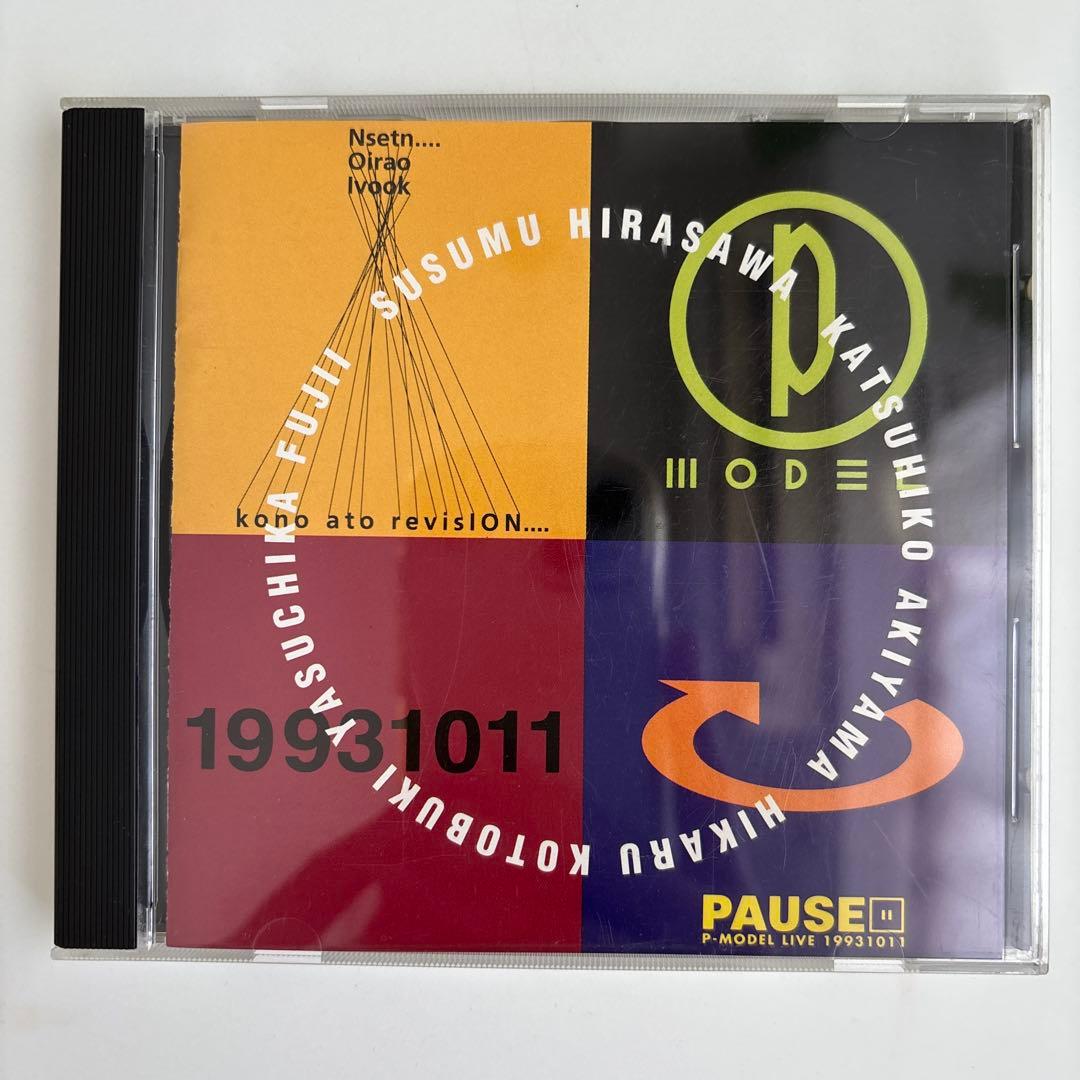 Nsetn....
Oirao
Ivook
kono ato revisION....
SUSUMU HIRASAWA KATSUHIKO AKIYAMA HIKARU KOTOBUKI YASUCHIKA FUJII
p
MODEL
19931011
PAUSE
P-MODEL LIVE 19931011